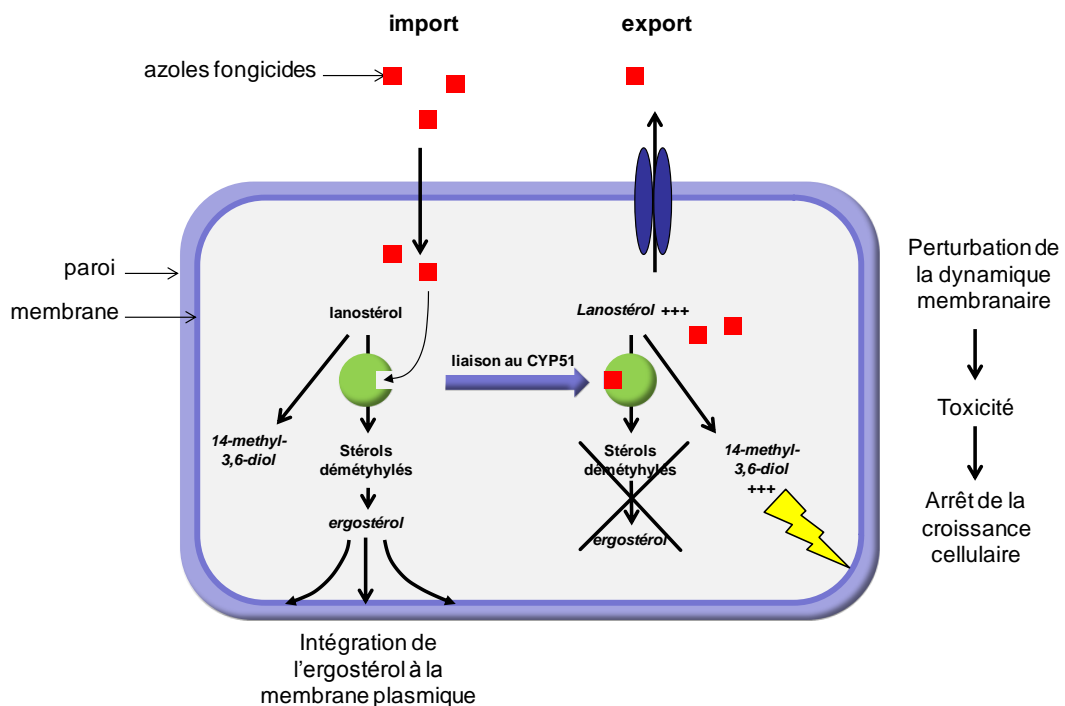 import
export
azoles fongicides
paroi
membrane
lanostérol
Lanostérol +++
liaison au CYP51
14-methyl-
3,6-diol
Stérols
démétyhylés
ergostérol
Stérols
démétyhylés
ergostérol
14-methyl-
3,6-diol
+++
Intégration de
l'ergostérol à la
membrane plasmique
Perturbation de
la dynamique
membranaire
Toxicité
Arrêt de la
croissance
cellulaire